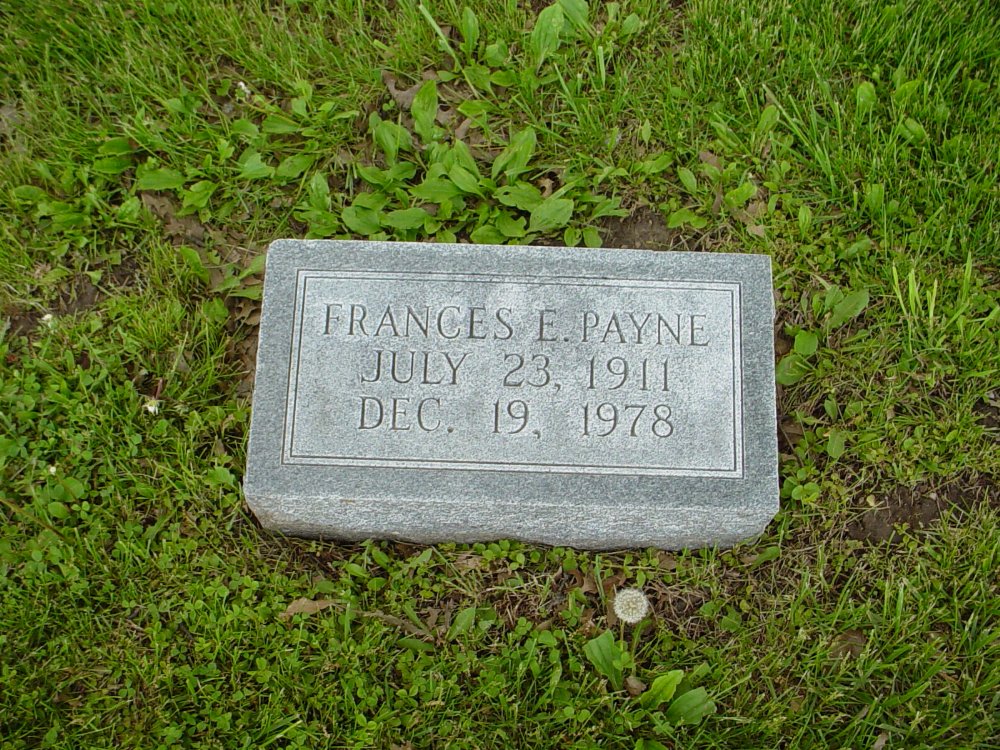 FRANCES E. PAYNE
JULY 23, 1911
DEC. 19, 1978